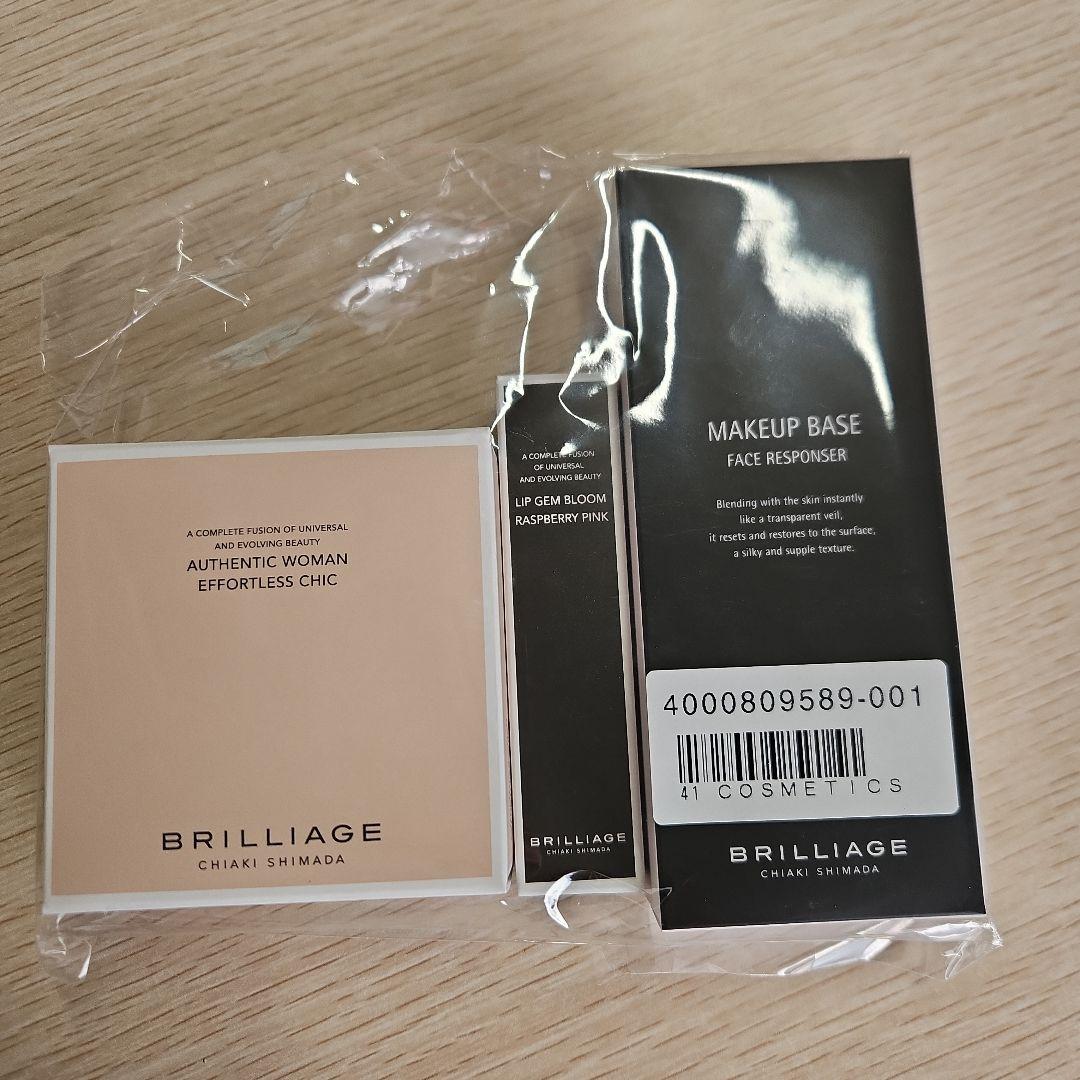 A COMPLETE FUSION OF UNIVERSAL
AND EVOLVING BEAUTY
AUTHENTIC WOMAN
EFFORTLESS CHIC
BRILLIAGE
CHIAKI SHIMADA
A COMPLETE FUSION
OF UNIVERSAL
AND EVOLVING BEAUTY
LIP GEM BLOOM
RASPBERRY PINK
BRILLIAGE
CHIAKI SHIMADA
MAKEUP BASE
FACE RESPONSER
Blending with the skin instantly
like a transparent veil,
it resets and restores to the surface,
a silky and supple texture.
4000809589-001
41 COSMETICS
BRILLIAGE
CHIAKI SHIMADA